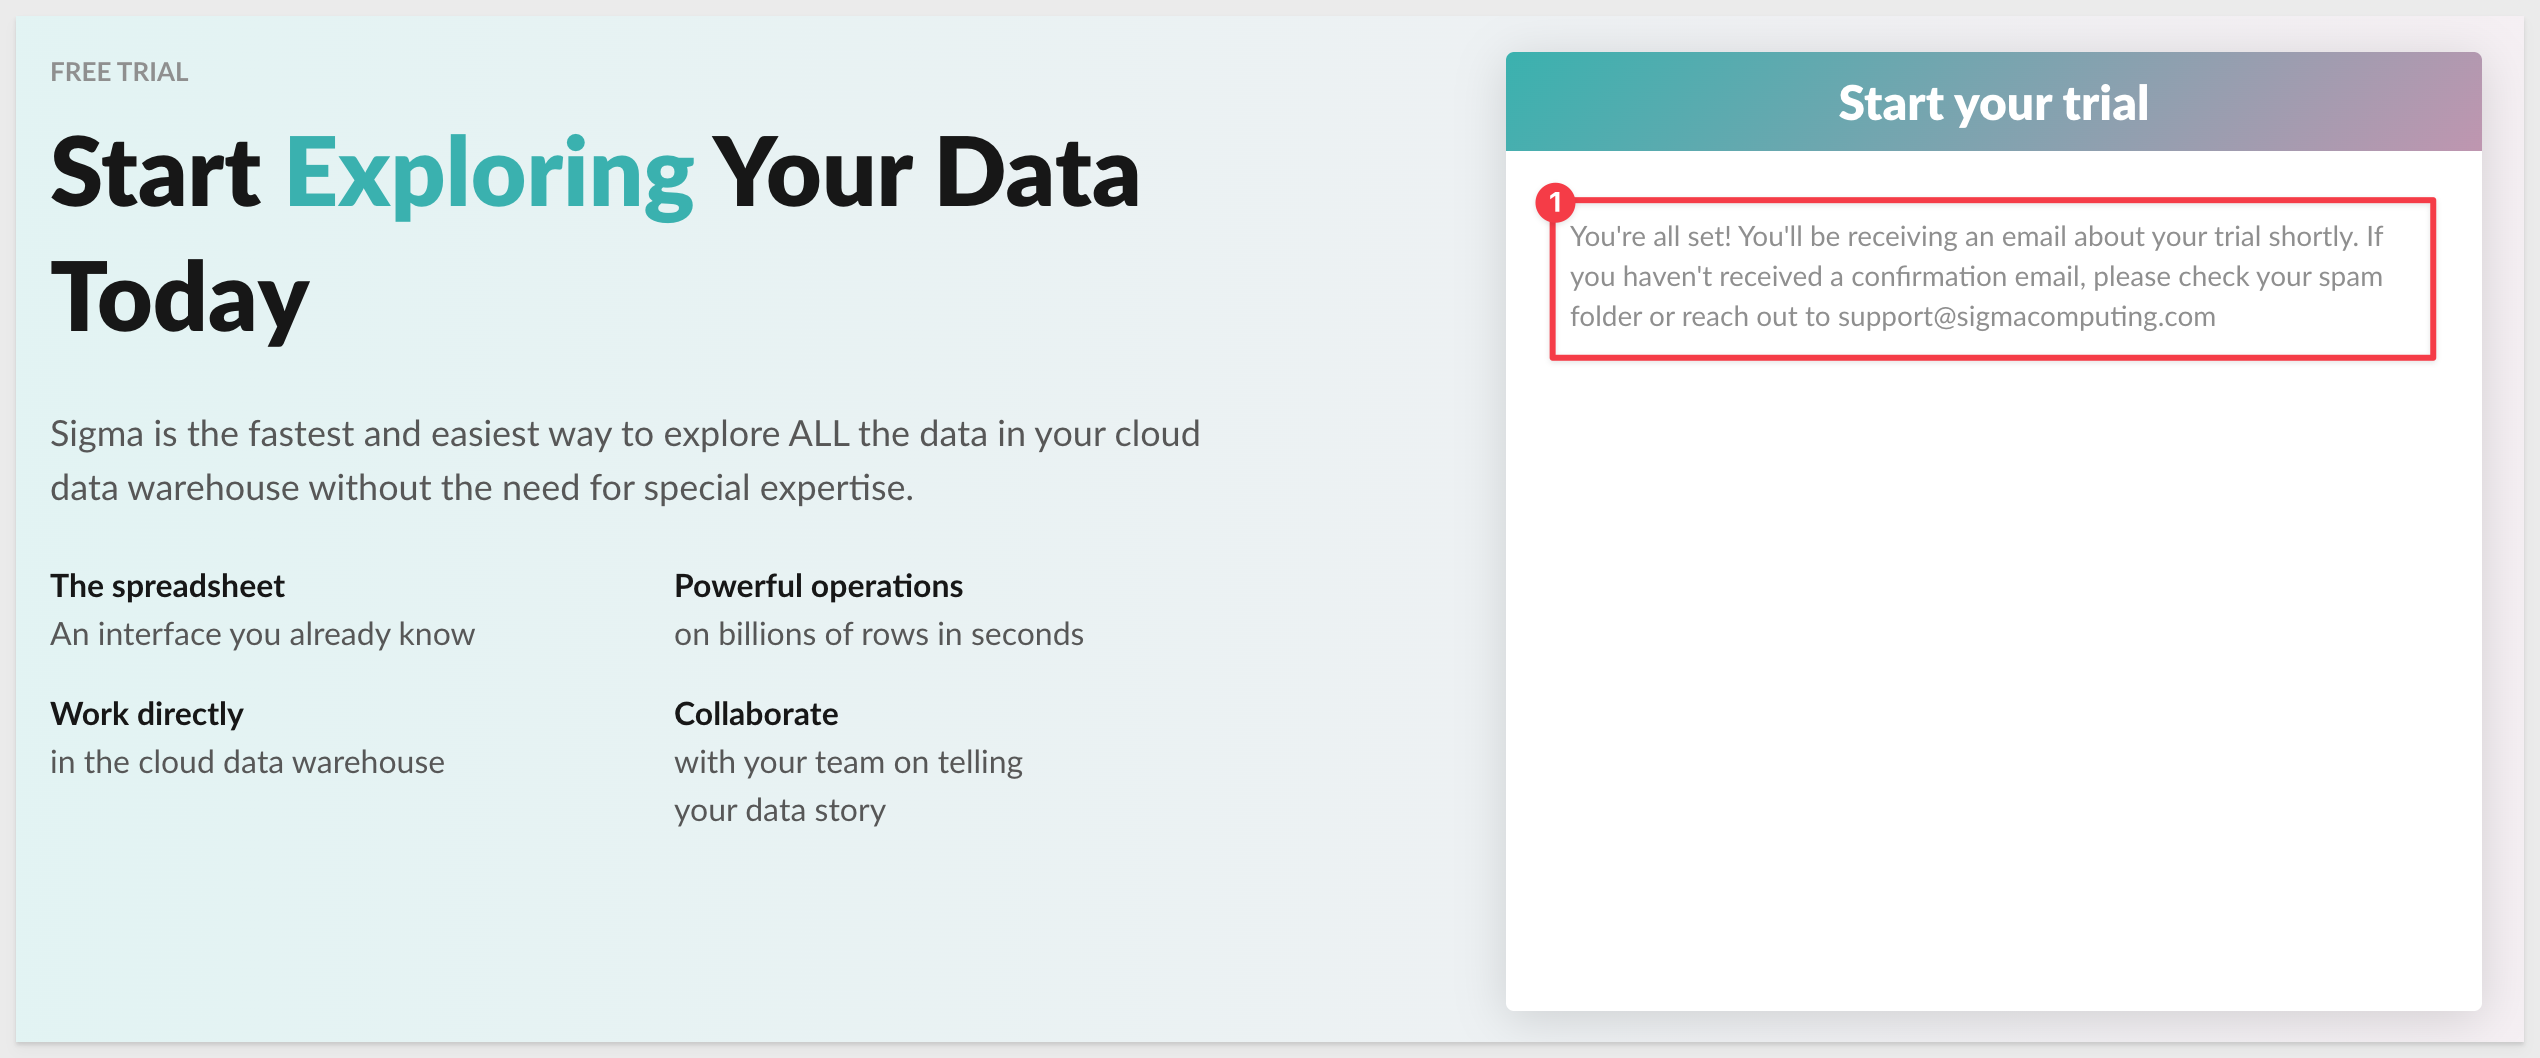 FREE TRIAL
Start Exploring Your Data
Today
Sigma is the fastest and easiest way to explore ALL the data in your cloud
data warehouse without the need for special expertise.
The spreadsheet
An interface you already know
Powerful operations
on billions of rows in seconds
Work directly
in the cloud data warehouse
Collaborate
with your team on telling
your data story
Start your trial
1
You're all set! You'll be receiving an email about your trial shortly. If
you haven't received a confirmation email, please check your spam
folder or reach out to support@sigmacomputing.com